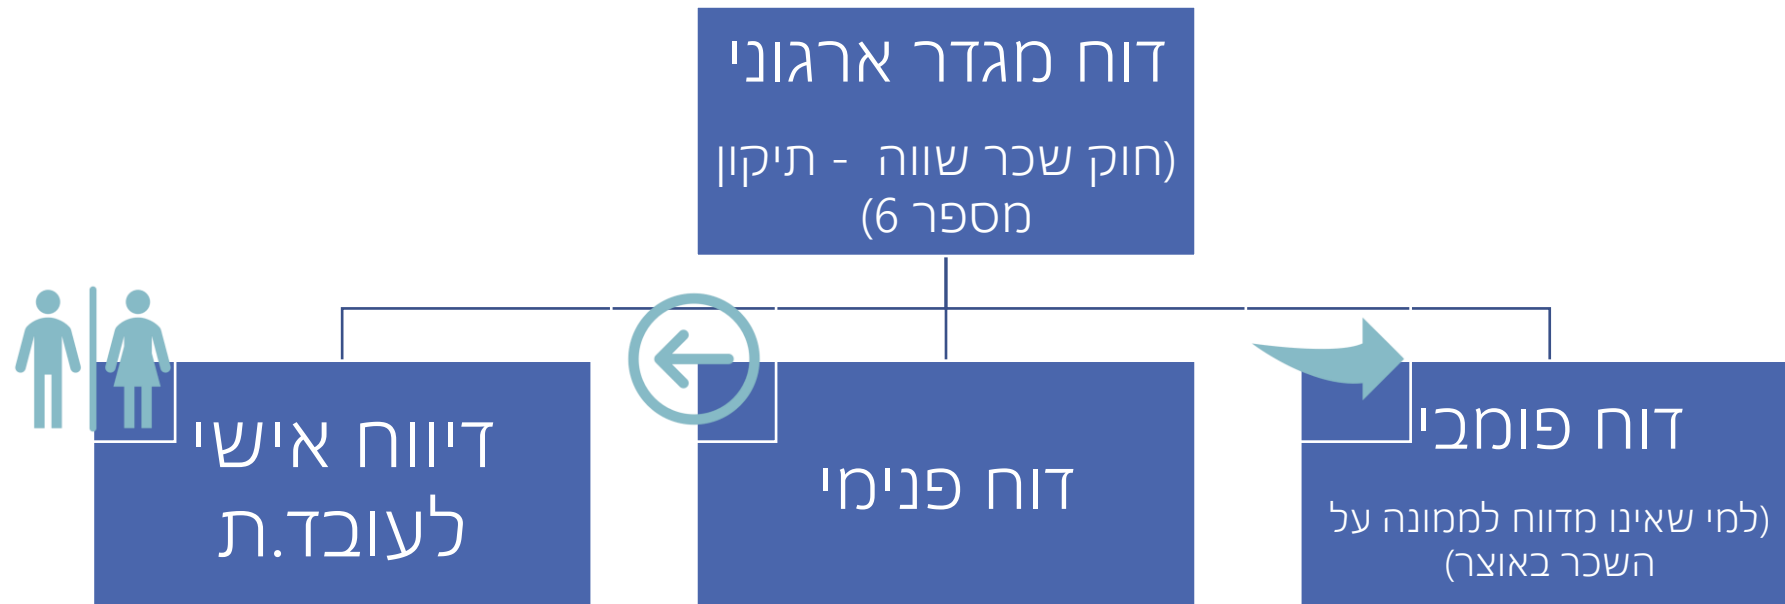 דוח מגדר ארגוני
(חוק שכר שווה - תיקון
מספר 6)
דוח פומבי
(למי שאינו מדווח לממונה על
השכר באוצר)
דוח פנימי
דיווח אישי
לעובד.ת